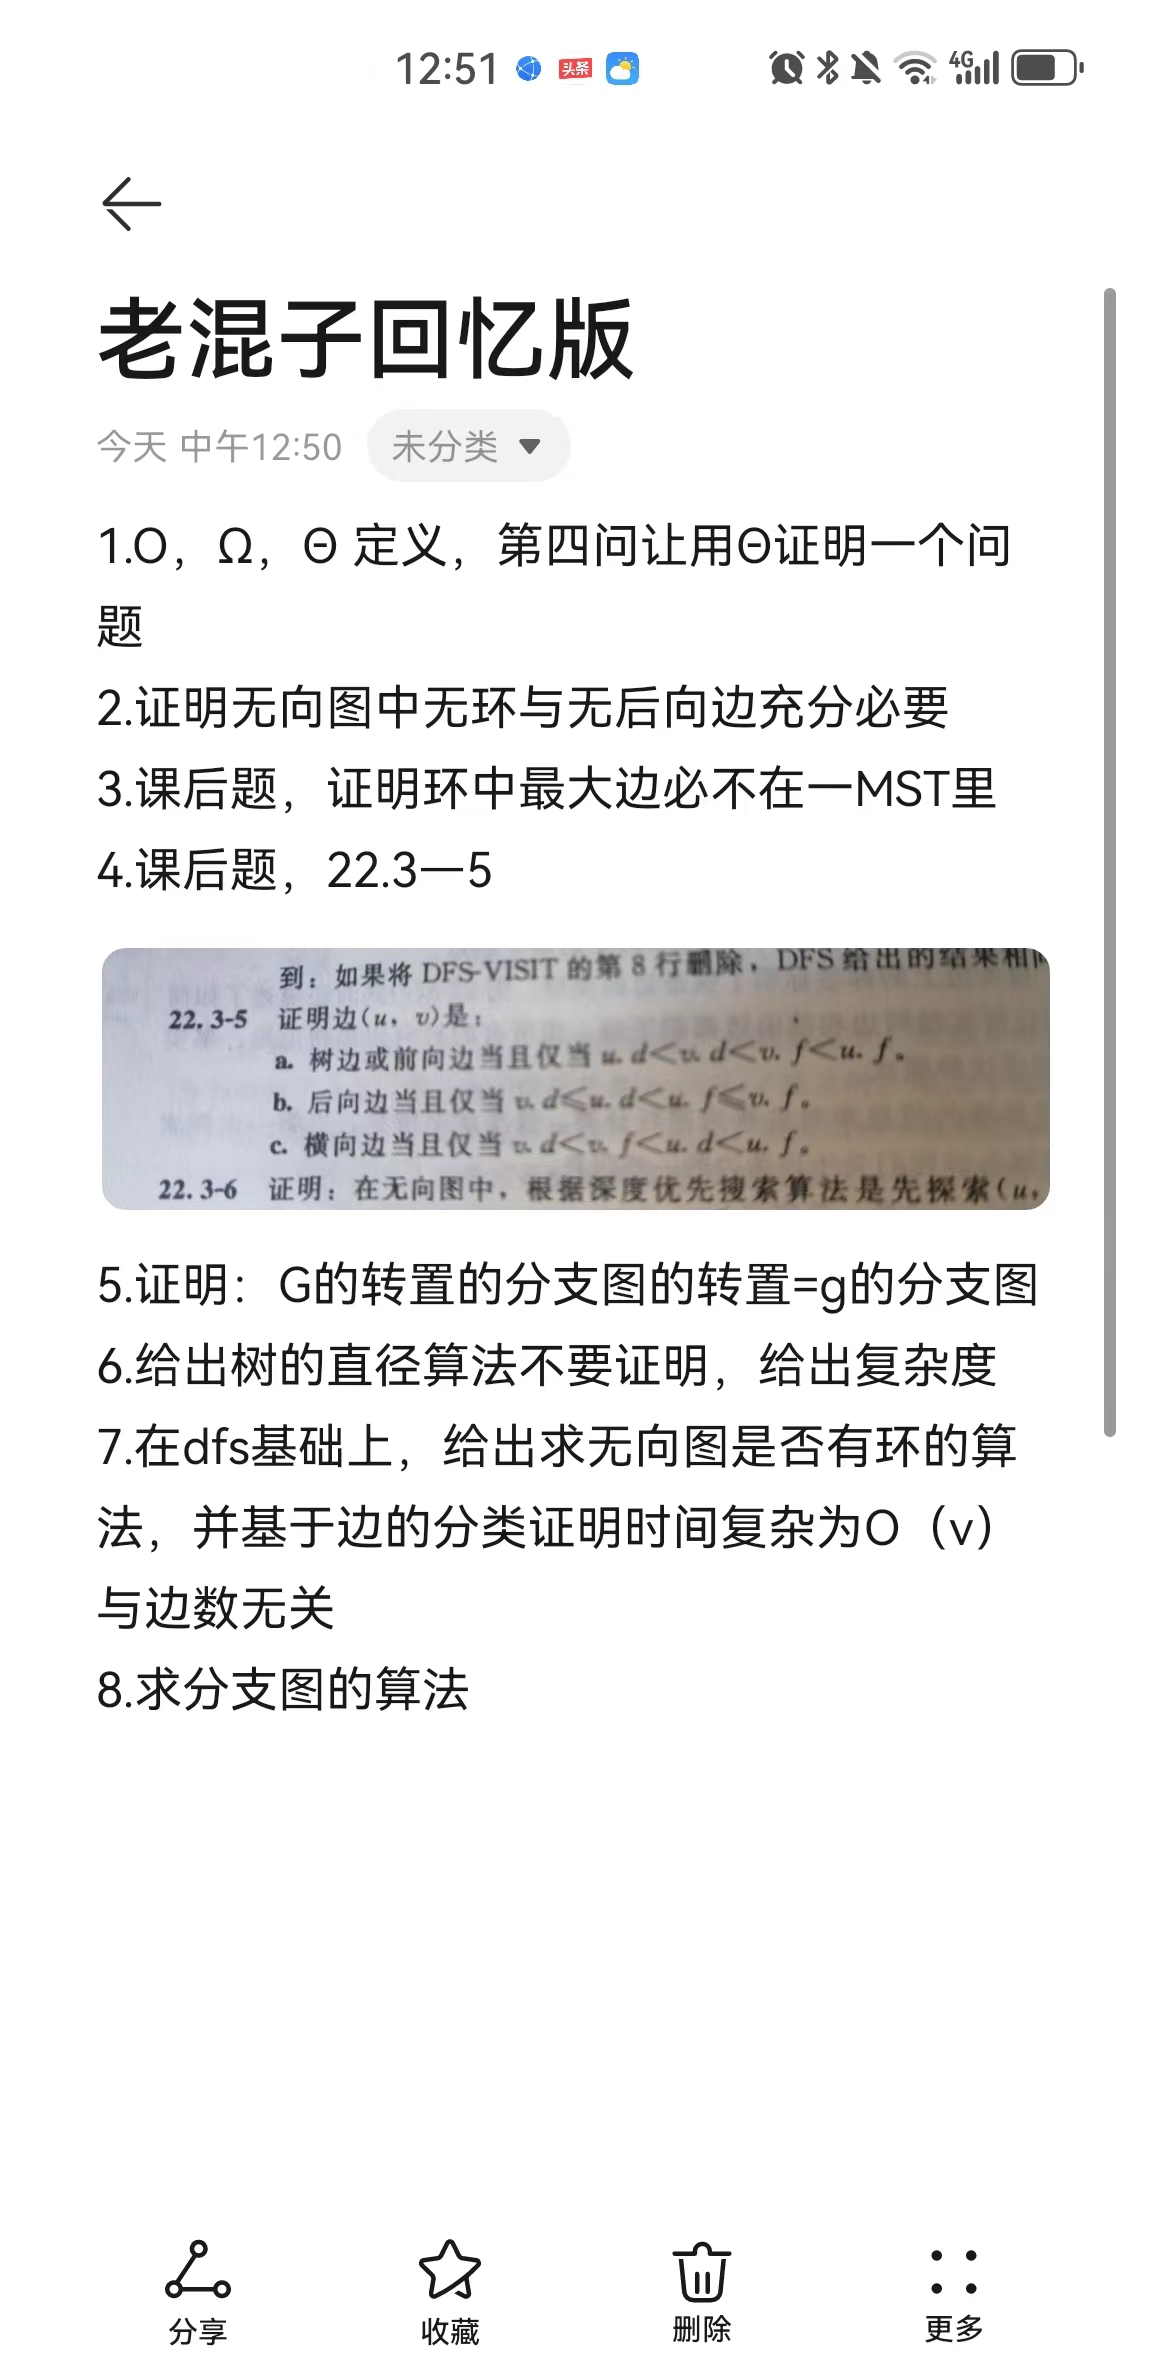 12:51 头条 4G
老混子回忆版
今天 中午12:50 未分类
1.O，Ω，Θ 定义，第四问让用Θ证明一个问
题
2.证明无向图中无环与无后向边充分必要
3.课后题，证明环中最大边必不在一MST里
4.课后题，22.3—5
到：如果将 DFS-VISIT 的第 8 行删除，DFS 给出的结果相
22.3-5 证明边(u，v)是：
a. 树边或前向边当且仅当 u.d<v.d<v.f<u.f。
b. 后向边当且仅当 v.d⩽u.d<u.f⩽v.f。
c. 横向边当且仅当 v.d<v.f<u.d<u.f。
22.3-6 证明：在无向图中，根据深度优先搜索算法是先探索(u，
5.证明：G的转置的分支图的转置=g的分支图
6.给出树的直径算法不要证明，给出复杂度
7.在dfs基础上，给出求无向图是否有环的算
法，并基于边的分类证明时间复杂为O（v）
与边数无关
8.求分支图的算法
分享 收藏 删除 更多